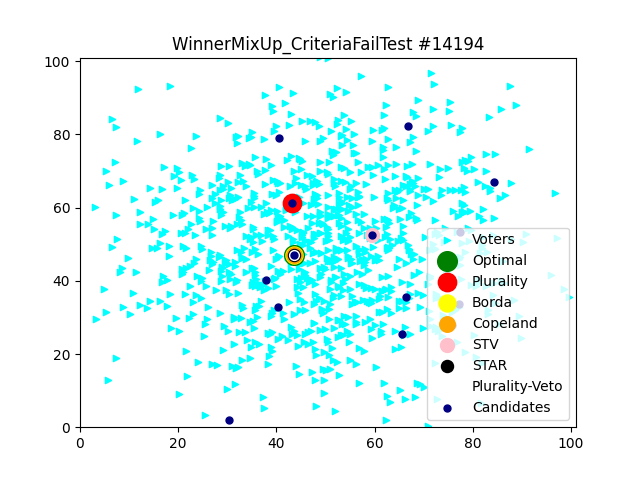 WinnerMixUp_CriteriaFailTest #14194
100
80
60
40
20
0
0 20 40 60 80 100
Voters
Optimal
Plurality
Borda
Copeland
STV
STAR
Plurality-Veto
Candidates